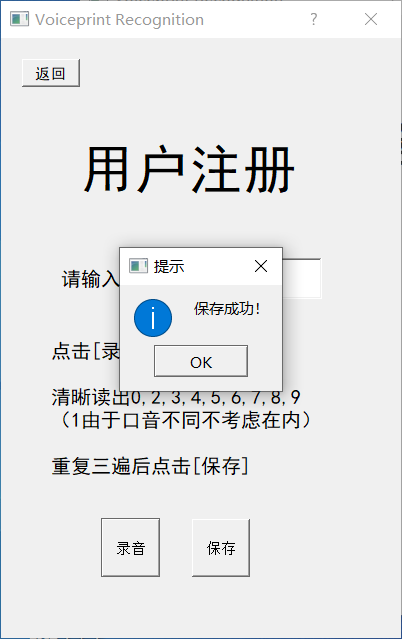 Voiceprint Recognition
返回
用户注册
提示
请输入
保存成功!
点击[录
OK
清晰读出0,2,3,4,5,6,7,8,9
（1由于口音不同不考虑在内）
重复三遍后点击[保存]
录音
保存